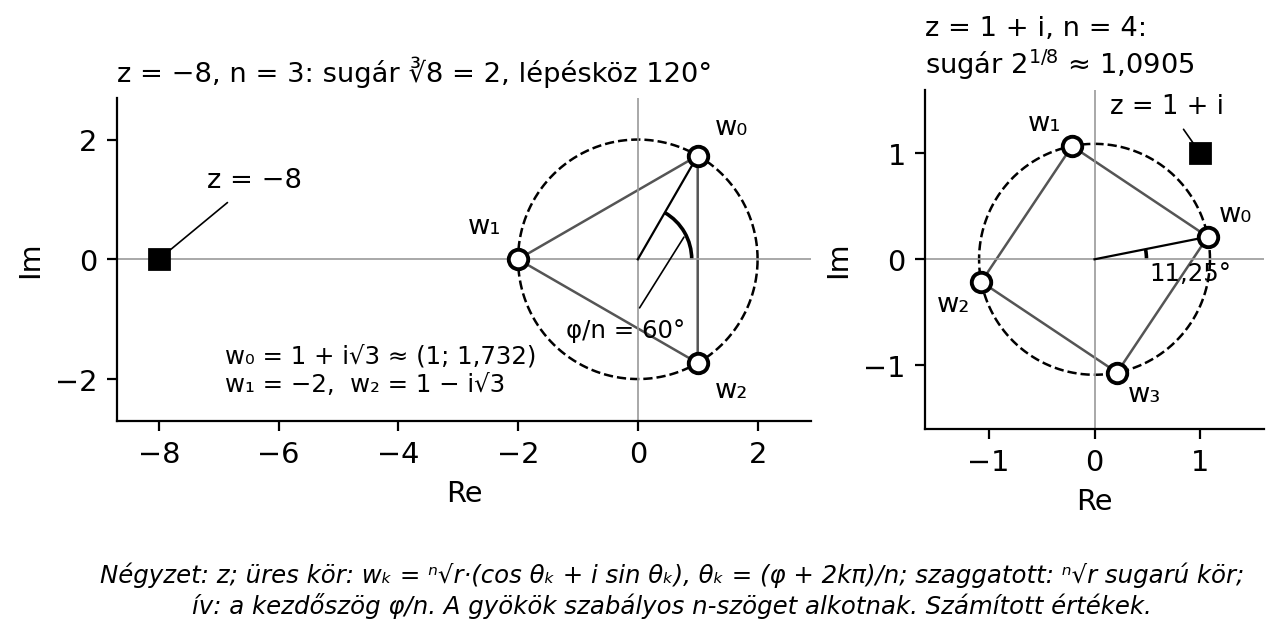 z = −8, n = 3: sugár ∛8 = 2, lépésköz 120°
Im
2
0
−2
z = −8
w₁
w₀
φ/n = 60°
w₀ = 1 + i√3 ≈ (1; 1,732)
w₁ = −2,  w₂ = 1 − i√3
w₂
−8
−6
−4
−2
0
2
Re
z = 1 + i, n = 4:
sugár 2^{1/8} ≈ 1,0905
Im
1
0
−1
z = 1 + i
w₁
w₀
11,25°
w₂
w₃
−1
0
1
Re
Négyzet: z; üres kör: wₖ = ⁿ√r·(cos θₖ + i sin θₖ), θₖ = (φ + 2kπ)/n; szaggatott: ⁿ√r sugarú kör;
ív: a kezdőszög φ/n. A gyökök szabályos n-szöget alkotnak. Számított értékek.